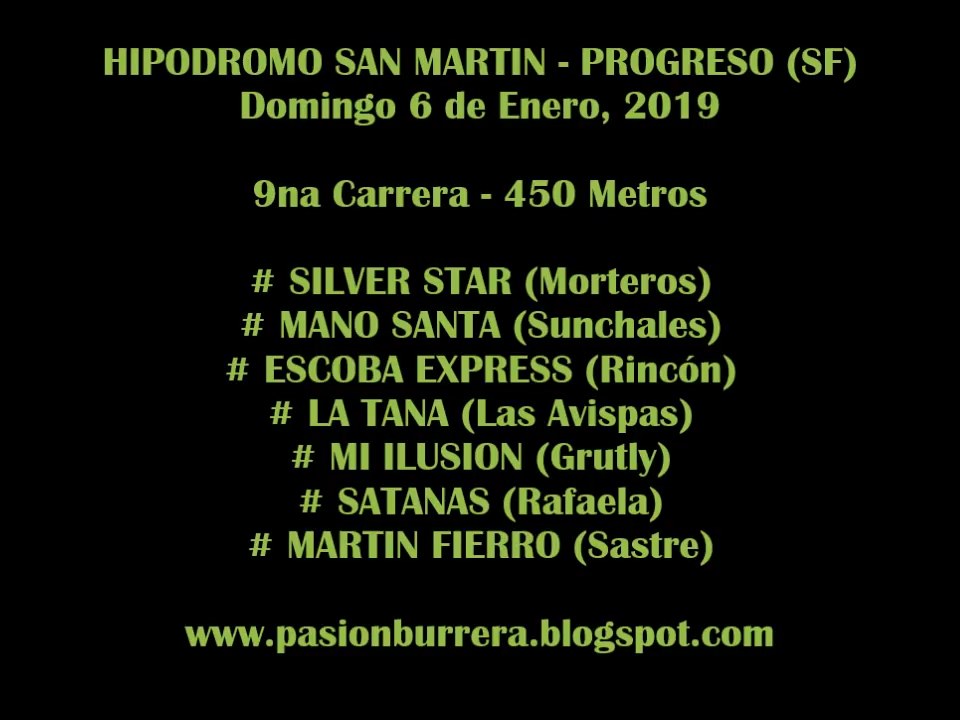 HIPODROMO SAN MARTIN - PROGRESO (SF)
Domingo 6 de Enero, 2019
9na Carrera - 450 Metros
# SILVER STAR (Morteros)
# MANO SANTA (Sunchales)
# ESCOBA EXPRESS (Rincón)
# LA TANA (Las Avispas)
# MI ILUSION (Grutly)
# SATANAS (Rafaela)
# MARTIN FIERRO (Sastre)
www.pasionburrera.blogspot.com